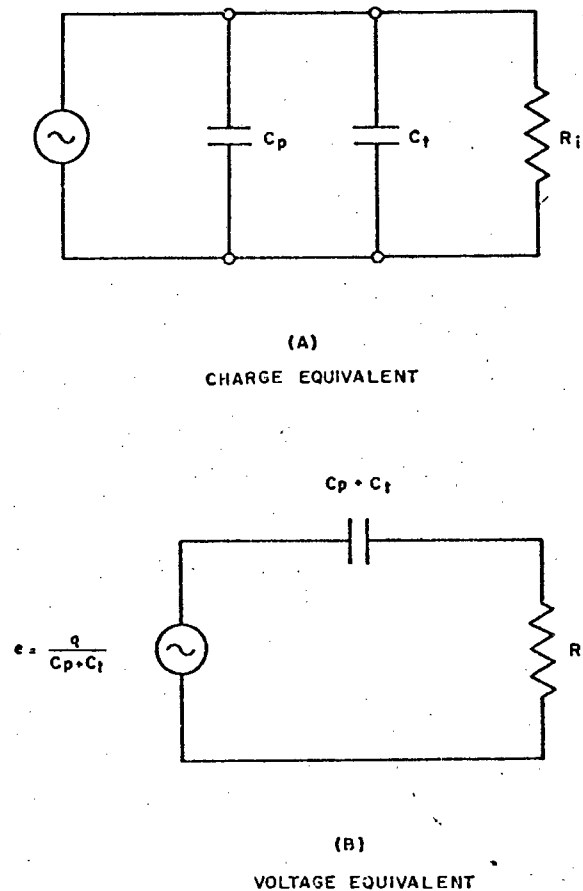 Cp
Ct
Ri
(A)
CHARGE EQUIVALENT
Cp + Ct
e = q / Cp+Ct
R
(B)
VOLTAGE EQUIVALENT